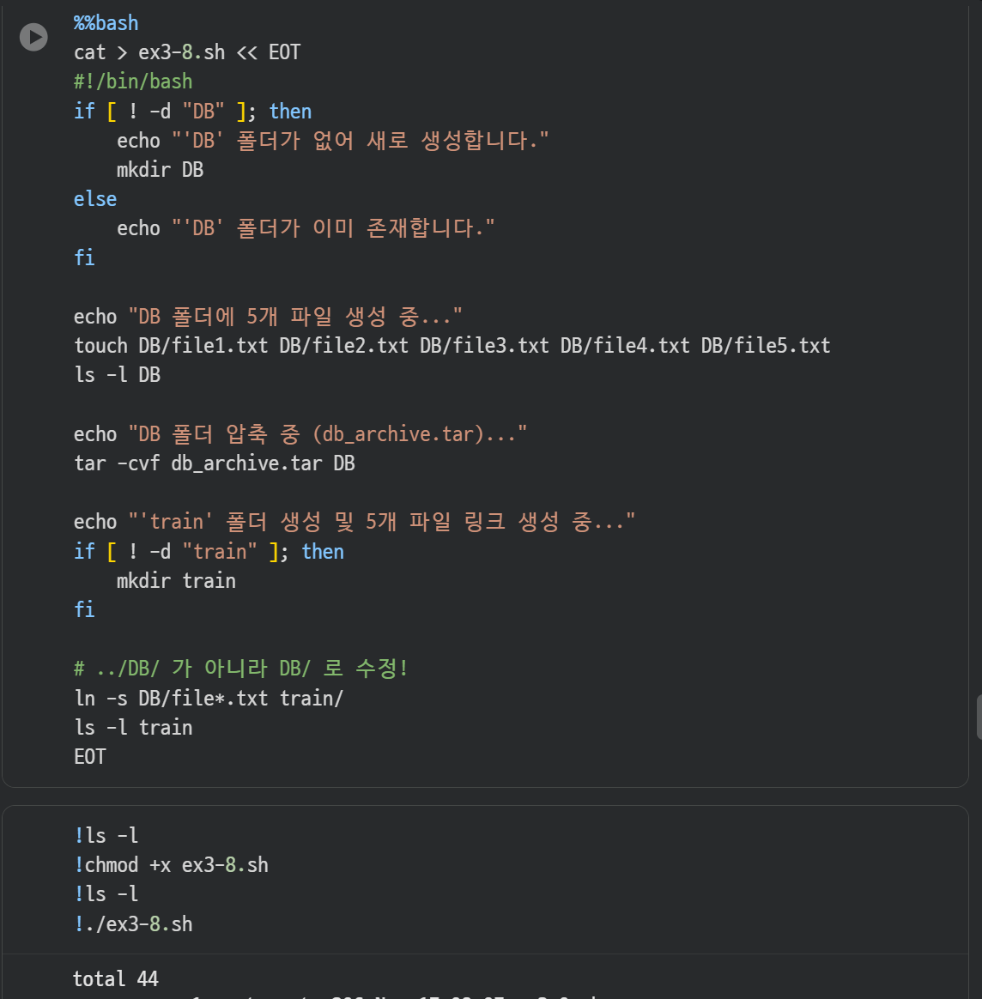 %%bash
cat > ex3-8.sh << EOT
#!/bin/bash
if [ ! -d "DB" ]; then
    echo "'DB' 폴더가 없어 새로 생성합니다."
    mkdir DB
else
    echo "'DB' 폴더가 이미 존재합니다."
fi

echo "DB 폴더에 5개 파일 생성 중..."
touch DB/file1.txt DB/file2.txt DB/file3.txt DB/file4.txt DB/file5.txt
ls -l DB

echo "DB 폴더 압축 중 (db_archive.tar)..."
tar -cvf db_archive.tar DB

echo "'train' 폴더 생성 및 5개 파일 링크 생성 중..."
if [ ! -d "train" ]; then
    mkdir train
fi

# ../DB/ 가 아니라 DB/ 로 수정!
ln -s DB/file*.txt train/
ls -l train
EOT

!ls -l
!chmod +x ex3-8.sh
!ls -l
!./ex3-8.sh

total 44